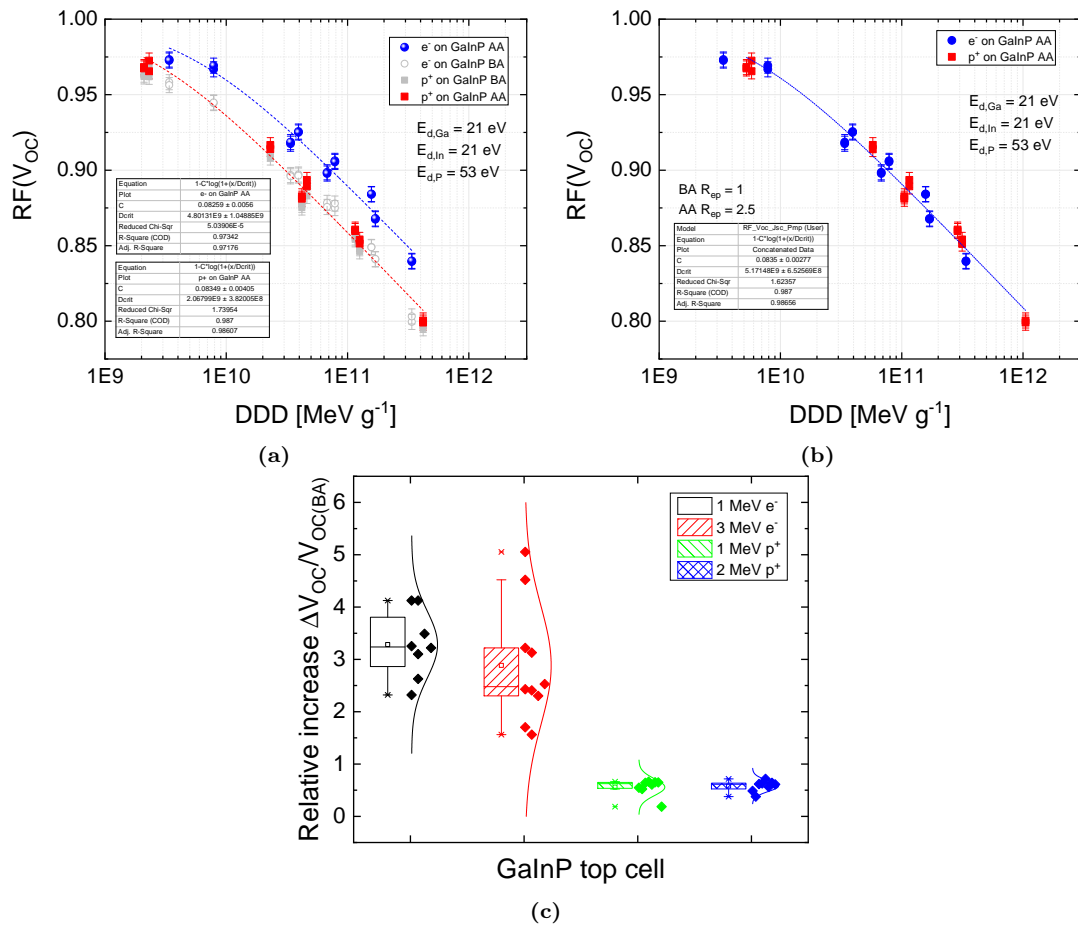 1.00
0.95
0.90
0.85
0.80
RF(V_OC)
e⁻ on GaInP AA
e⁻ on GaInP BA
p⁺ on GaInP BA
p⁺ on GaInP AA
E_d,Ga = 21 eV
E_d,In = 21 eV
E_d,P = 53 eV
Equation 1-C*log(1+(x/Dcrit))
Plot e- on GaInP AA
C 0.08259 ± 0.0056
Dcrit 4.80131E9 ± 1.04885E9
Reduced Chi-Sqr 5.03906E-5
R-Square (COD) 0.97342
Adj. R-Square 0.97176
Equation 1-C*log(1+(x/Dcrit))
Plot p+ on GaInP AA
C 0.08349 ± 0.00405
Dcrit 2.06799E9 ± 3.82005E8
Reduced Chi-Sqr 1.73954
R-Square (COD) 0.987
Adj. R-Square 0.98607
1E9 1E10 1E11 1E12
DDD [MeV g⁻¹]
(a)
1.00
0.95
0.90
0.85
0.80
RF(V_OC)
e⁻ on GaInP AA
p⁺ on GaInP AA
E_d,Ga = 21 eV
E_d,In = 21 eV
E_d,P = 53 eV
BA R_ep = 1
AA R_ep = 2.5
Model RF_Voc_Jsc_Pmp (User)
Equation 1-C*log(1+(x/Dcrit))
Plot Concatenated Data
C 0.0835 ± 0.00277
Dcrit 5.17148E9 ± 6.52569E8
Reduced Chi-Sqr 1.62357
R-Square (COD) 0.987
Adj. R-Square 0.98656
1E9 1E10 1E11 1E12
DDD [MeV g⁻¹]
(b)
6
5
4
3
2
1
0
Relative increase ΔV_OC/V_OC(BA)
1 MeV e⁻
3 MeV e⁻
1 MeV p⁺
2 MeV p⁺
GaInP top cell
(c)